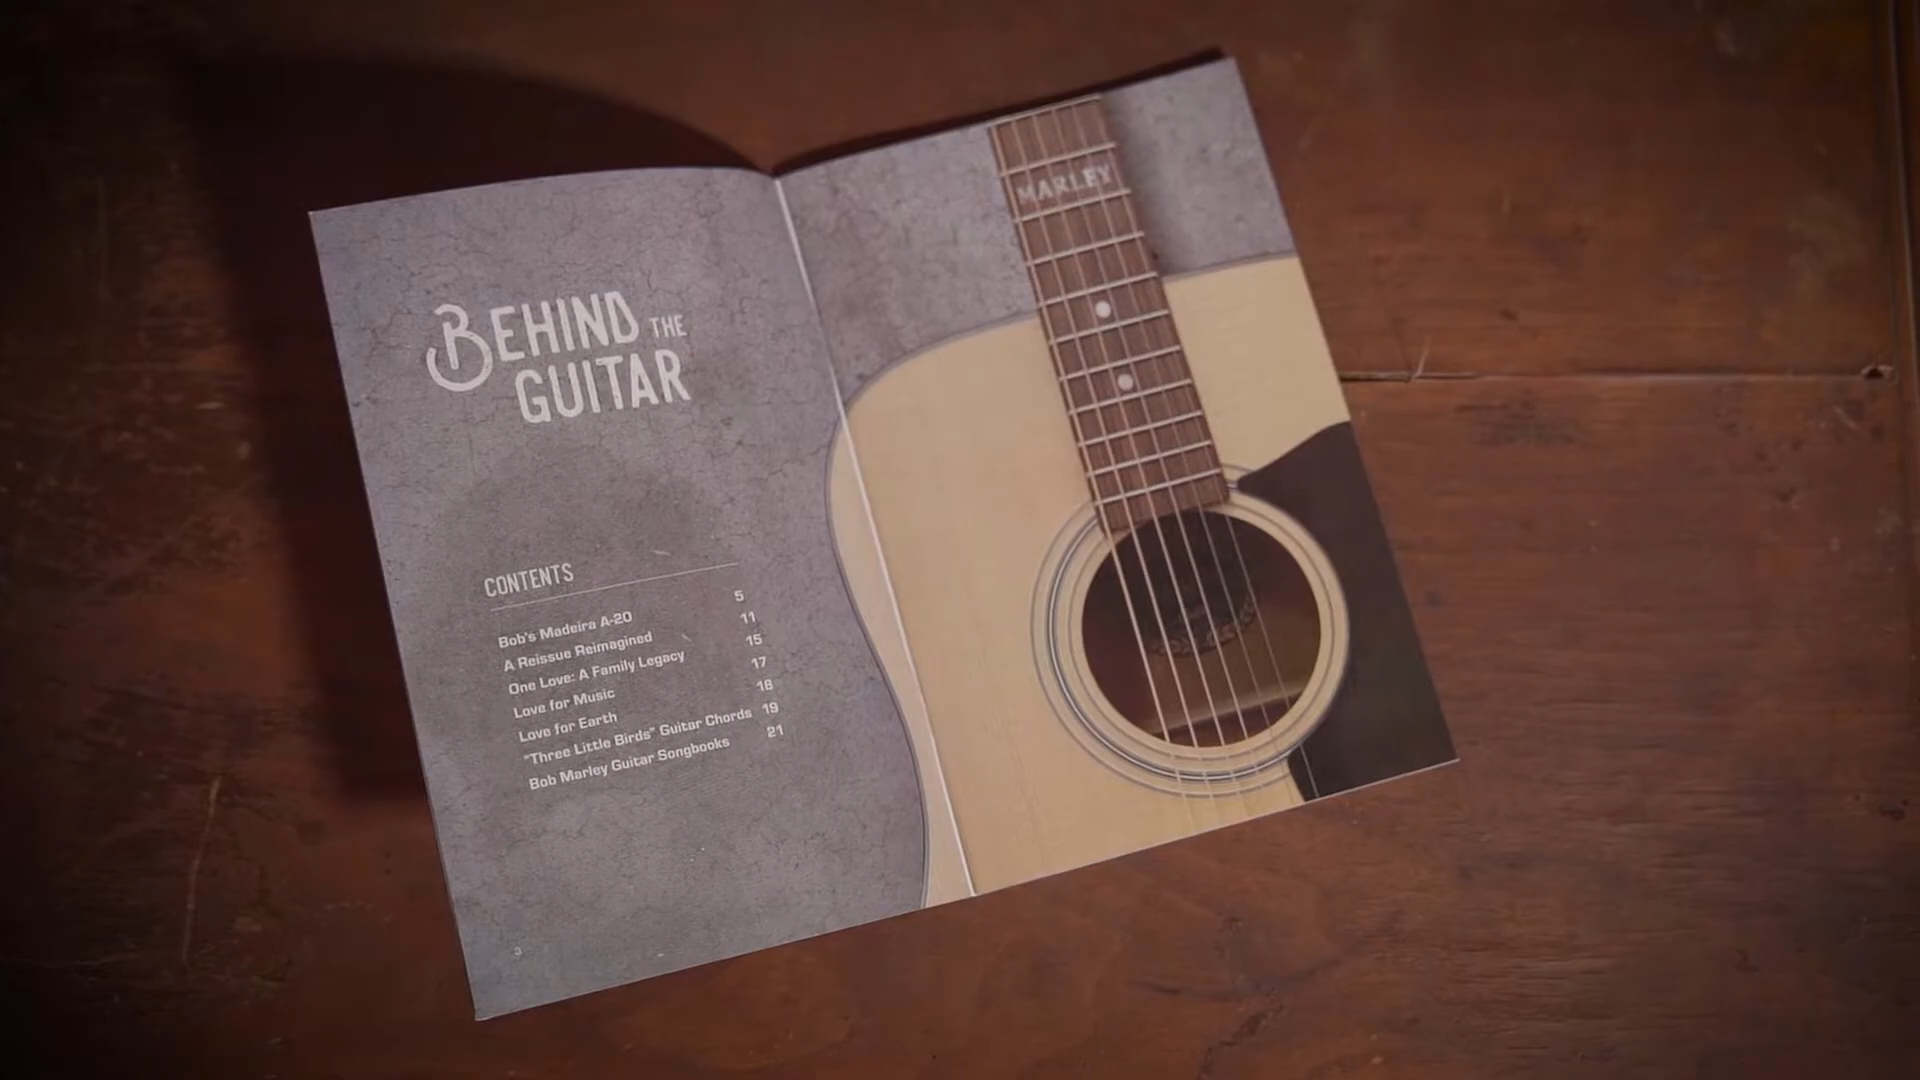 BEHIND THE
GUITAR
CONTENTS
Bob's Madeira A-20 5
A Reissue Reimagined 11
One Love: A Family Legacy 15
Love for Music 17
Love for Earth 18
"Three Little Birds" Guitar Chords 19
Bob Marley Guitar Songbooks 21
3
MARLEY